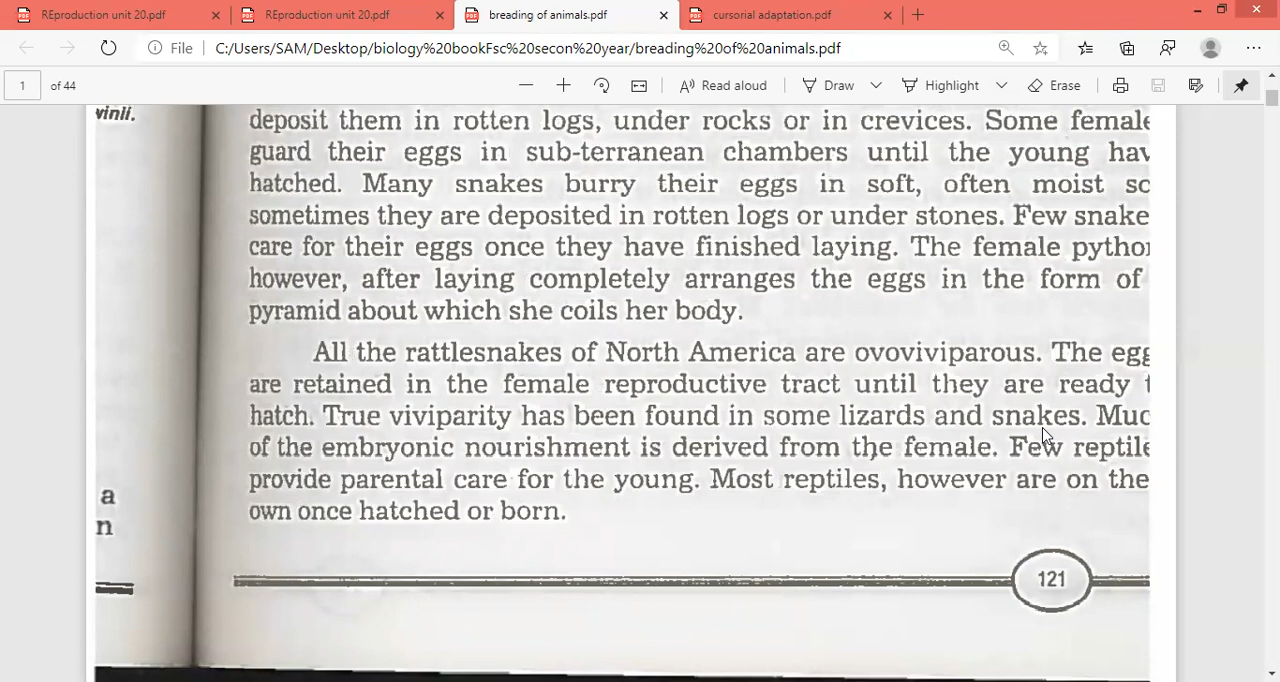 REproduction unit 20.pdf
REproduction unit 20.pdf
breading of animals.pdf
cursorial adaptation.pdf
File
C:/Users/SAM/Desktop/biology%20bookFsc%20secon%20year/breading%20of%20animals.pdf
1 of 44
Read aloud
Draw
Highlight
Erase
vinii.
deposit them in rotten logs, under rocks or in crevices. Some female
guard their eggs in sub-terranean chambers until the young hav
hatched. Many snakes burry their eggs in soft, often moist so
sometimes they are deposited in rotten logs or under stones. Few snake
care for their eggs once they have finished laying. The female pytho
however, after laying completely arranges the eggs in the form of
pyramid about which she coils her body.
All the rattlesnakes of North America are ovoviviparous. The egg
are retained in the female reproductive tract until they are ready t
hatch. True viviparity has been found in some lizards and snakes. Muc
of the embryonic nourishment is derived from the female. Few reptile
provide parental care for the young. Most reptiles, however are on the
own once hatched or born.
a
n
121